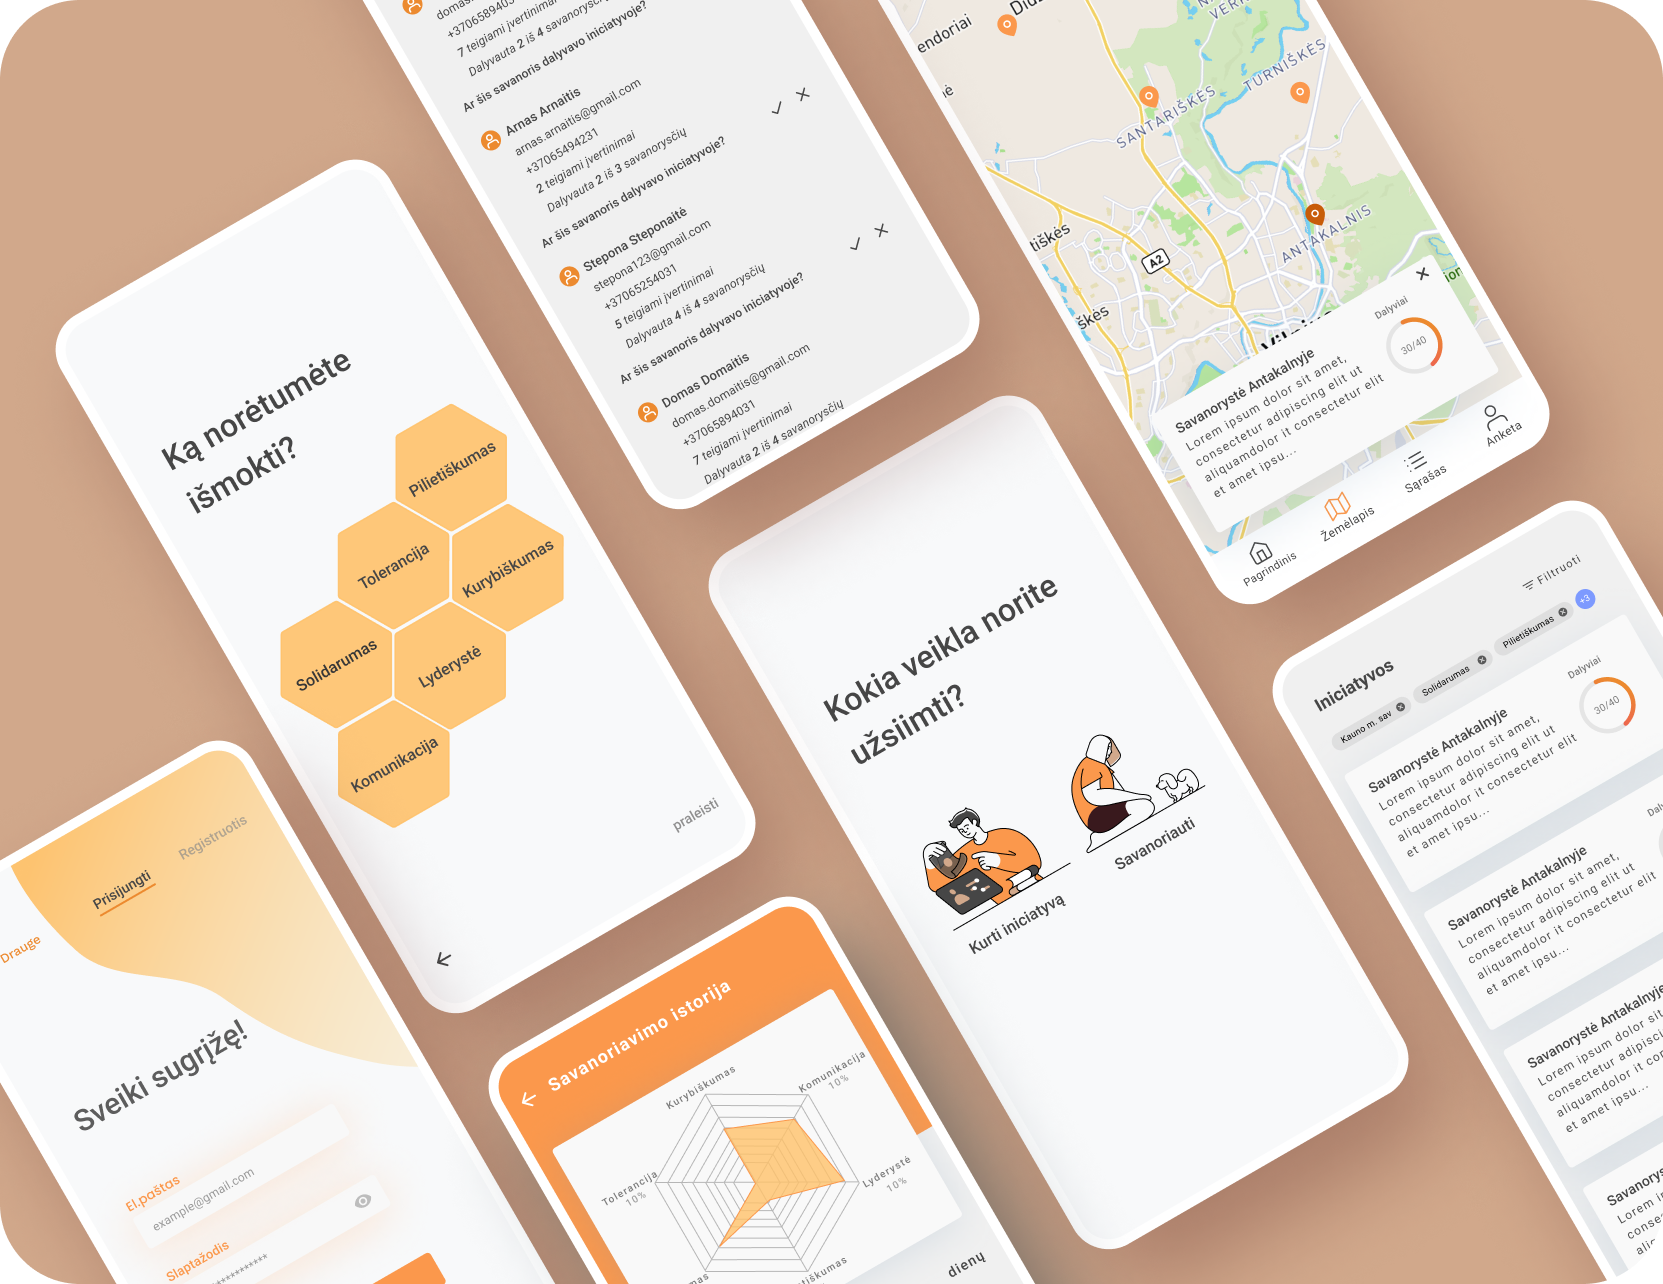 +3706589403
7 teigiami įvertinimai
Dalyvauta 2 iš 4 savanorysčių
Ar šis savanoris dalyvavo iniciatyvoje?
Arnas Arnaitis
arnas.arnaitis@gmail.com
+37065494231
2 teigiami įvertinimai
Dalyvauta 2 iš 3 savanorysčių
Ar šis savanoris dalyvavo iniciatyvoje?
Stepona Steponaitė
stepona123@gmail.com
+37065254031
5 teigiami įvertinimai
Dalyvauta 4 iš 4 savanorysčių
Ar šis savanoris dalyvavo iniciatyvoje?
Domas Domaitis
domas.domaitis@gmail.com
+3706894031
7 teigiami įvertinimai
Dalyvauta 2 iš 4 savanorysčių
endoriai
SANTARIŠKĖS
TURNIŠKĖS
ANTAKALNIS
tiškės
škės
A2
Dalyviai
30/40
Savanorystė Antakalnyje
Lorem ipsum dolor sit amet,
consectetur adipiscing elit ut
aliquamdolor it consectetur elit
et amet ipsu...
Pagrindinis
Žemėlapis
Sąrašas
Anketa
Ką norėtumėte
išmokti?
Pilietiškumas
Tolerancija
Kurybiškumas
Solidarumas
Lyderystė
Komunikacija
praleisti
Kokia veikla norite
užsiimti?
Kurti iniciatyvą
Savanoriauti
Filtruoti
Iniciatyvos
Kauno m. sav
Solidarumas
Pilietiškumas
+3
Dalyviai
30/40
Savanorystė Antakalnyje
Lorem ipsum dolor sit amet,
consectetur adipiscing elit ut
aliquamdolor it consectetur elit
et amet ipsu...
Savanorystė Antakalnyje
Lorem ipsum dolor sit amet,
consectetur adipiscing elit ut
aliquamdolor it consectetur elit
et amet ipsu...
Savanorystė Antakalnyje
Lorem ipsum dolor sit
consectetur adipisci
aliquamdolor it cor
et amet ipsu...
Drauge
Prisijungti
Registruotis
Sveiki sugrįžę!
El.paštas
example@gmail.com
Slaptažodis
Savanoriavimo istorija
Kurybiškumas
Komunikacija
10%
Lyderystė
10%
Tolerancija
10%
dienų